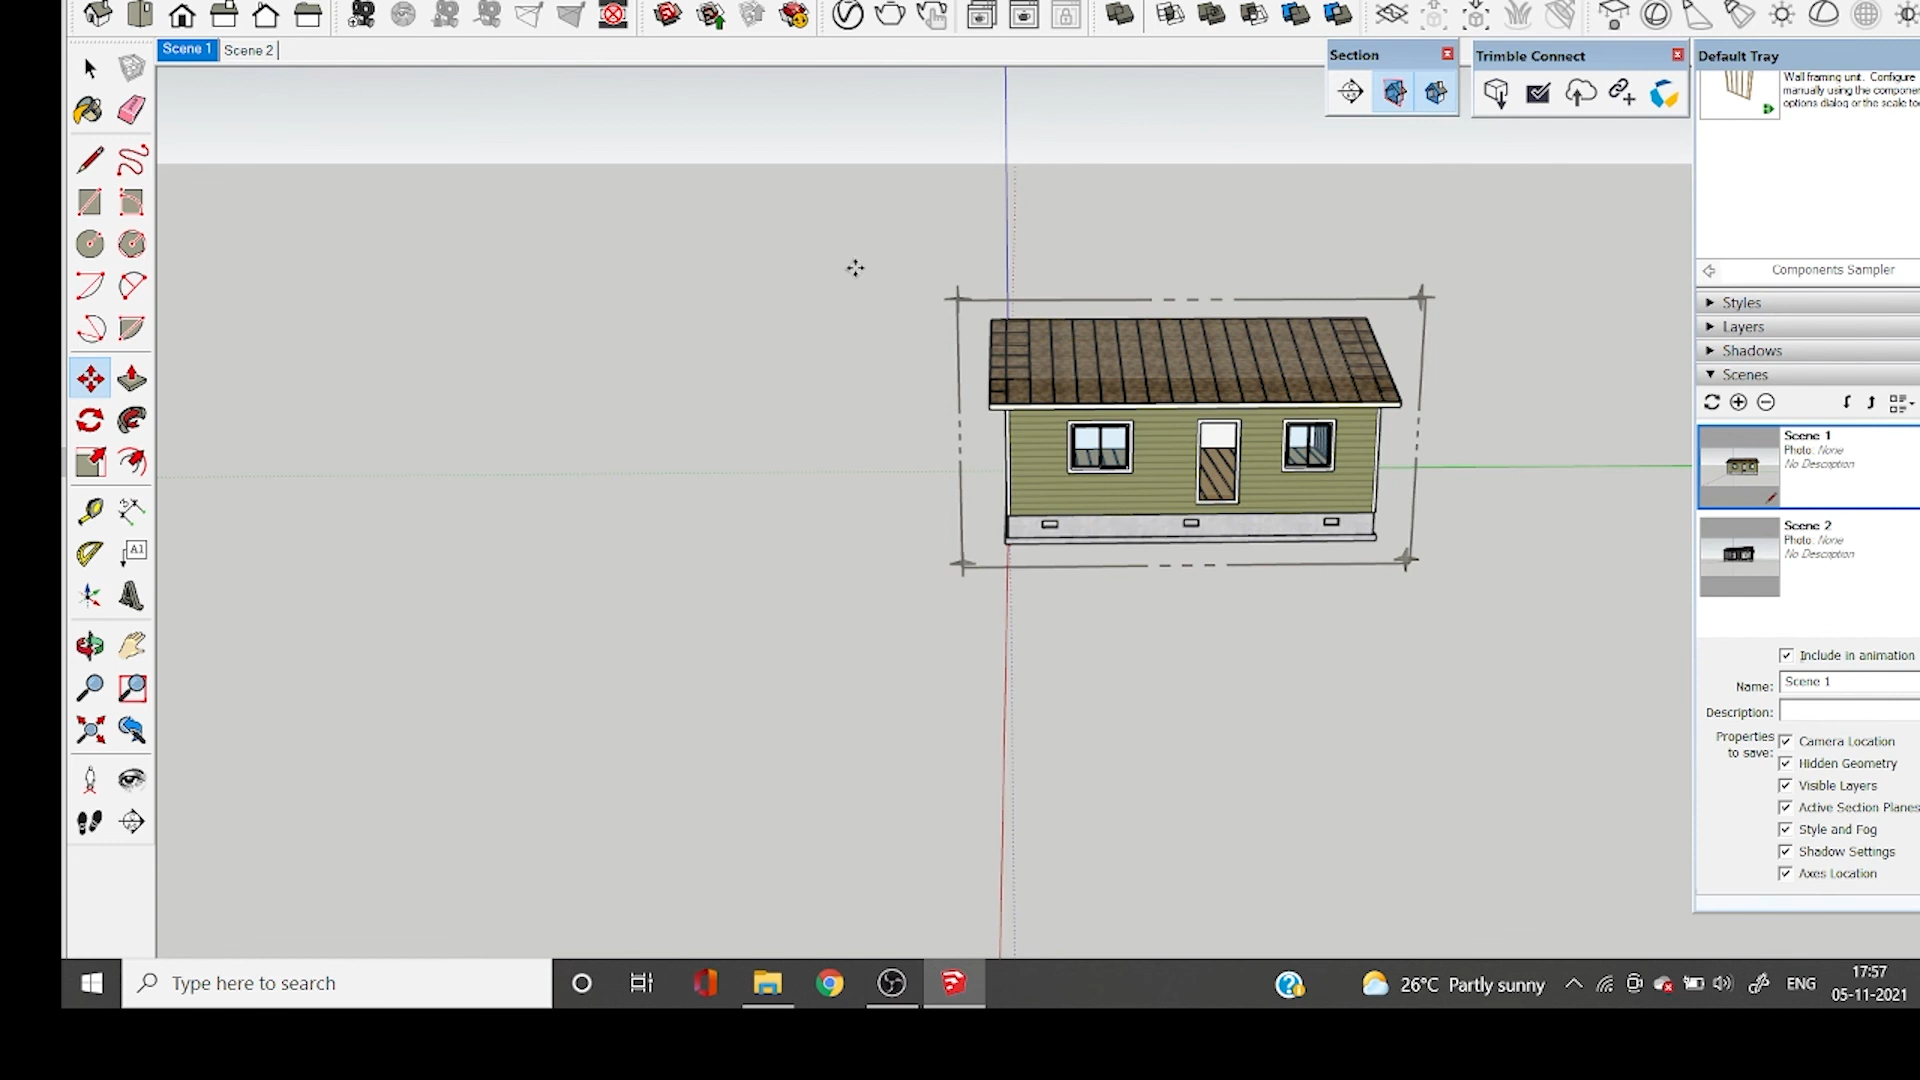 Scene 1
Scene 2
Section
Trimble Connect
Default Tray
Wall framing unit. Configure
manually using the compone
options dialog or the scale to
Components Sampler
Styles
Layers
Shadows
Scenes
Scene 1
Photo: None
No Description
Scene 2
Photo: None
No Description
Include in animation
Name: Scene 1
Description:
Properties to save:
Camera Location
Hidden Geometry
Visible Layers
Active Section Planes
Style and Fog
Shadow Settings
Axes Location
A1
Type here to search
26°C Partly sunny
ENG
17:57
05-11-2021